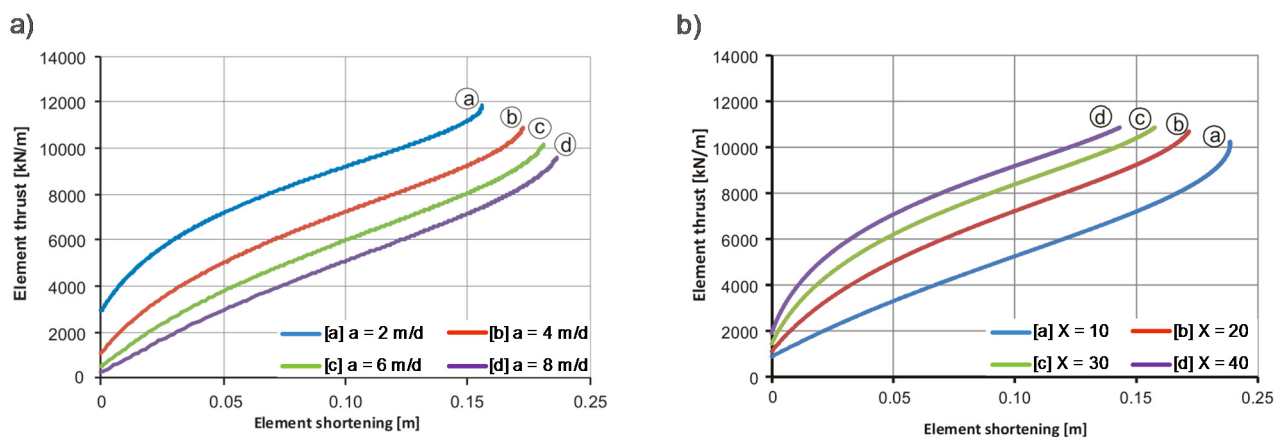 a)
14000
12000
10000
8000
6000
4000
2000
0
Element thrust [kN/m]
a
b
c
d
[a] a = 2 m/d
[b] a = 4 m/d
[c] a = 6 m/d
[d] a = 8 m/d
0
0.05
0.10
0.15
0.20
0.25
Element shortening [m]
b)
14000
12000
10000
8000
6000
4000
2000
0
Element thrust [kN/m]
d
c
b
a
[a] X = 10
[b] X = 20
[c] X = 30
[d] X = 40
0
0.05
0.10
0.15
0.20
0.25
Element shortening [m]